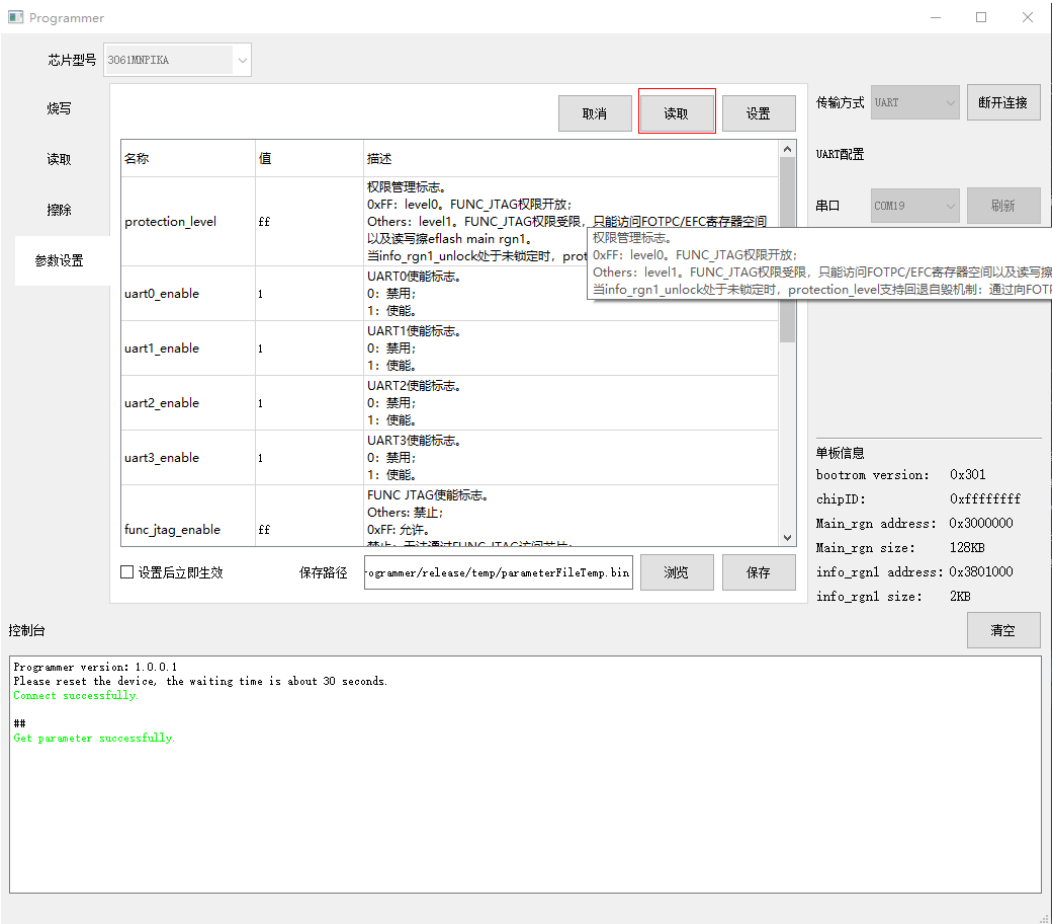 Programmer
芯片型号 3061MNPIKA
烧写
读取
擦除
参数设置
取消 读取 设置
名称 值 描述
protection_level ff 权限管理标志。
0xFF：level0。FUNC_JTAG权限开放；
Others：level1。FUNC_JTAG权限受限，只能访问FOTPC/EFC寄存器空间
以及读写擦eflash main rgn1。
当info_rgn1_unlock处于未锁定时，prot
权限管理标志。
0xFF：level0。FUNC_JTAG权限开放；
Others：level1。FUNC_JTAG权限受限，只能访问FOTPC/EFC寄存器空间以及读写擦
当info_rgn1_unlock处于未锁定时，protection_level支持回退自毁机制：通过向FOTP
uart0_enable 1 UART0使能标志。
0：禁用；
1：使能。
uart1_enable 1 UART1使能标志。
0：禁用；
1：使能。
uart2_enable 1 UART2使能标志。
0：禁用；
1：使能。
uart3_enable 1 UART3使能标志。
0：禁用；
1：使能。
func_jtag_enable ff FUNC JTAG使能标志。
Others: 禁止；
0xFF: 允许。
禁止：无法通过FUNC JTAG访问芯片；
设置后立即生效 保存路径 rogrammer/release/temp/parameterFileTemp.bin 浏览 保存
传输方式 UART 断开连接
UART配置
串口 COM19 刷新
单板信息
bootrom version: 0x301
chipID: 0xffffffff
Main_rgn address: 0x3000000
Main_rgn size: 128KB
info_rgn1 address: 0x3801000
info_rgn1 size: 2KB
控制台 清空
Programmer version: 1.0.0.1
Please reset the device, the waiting time is about 30 seconds.
Connect successfully.
##
Get parameter successfully.